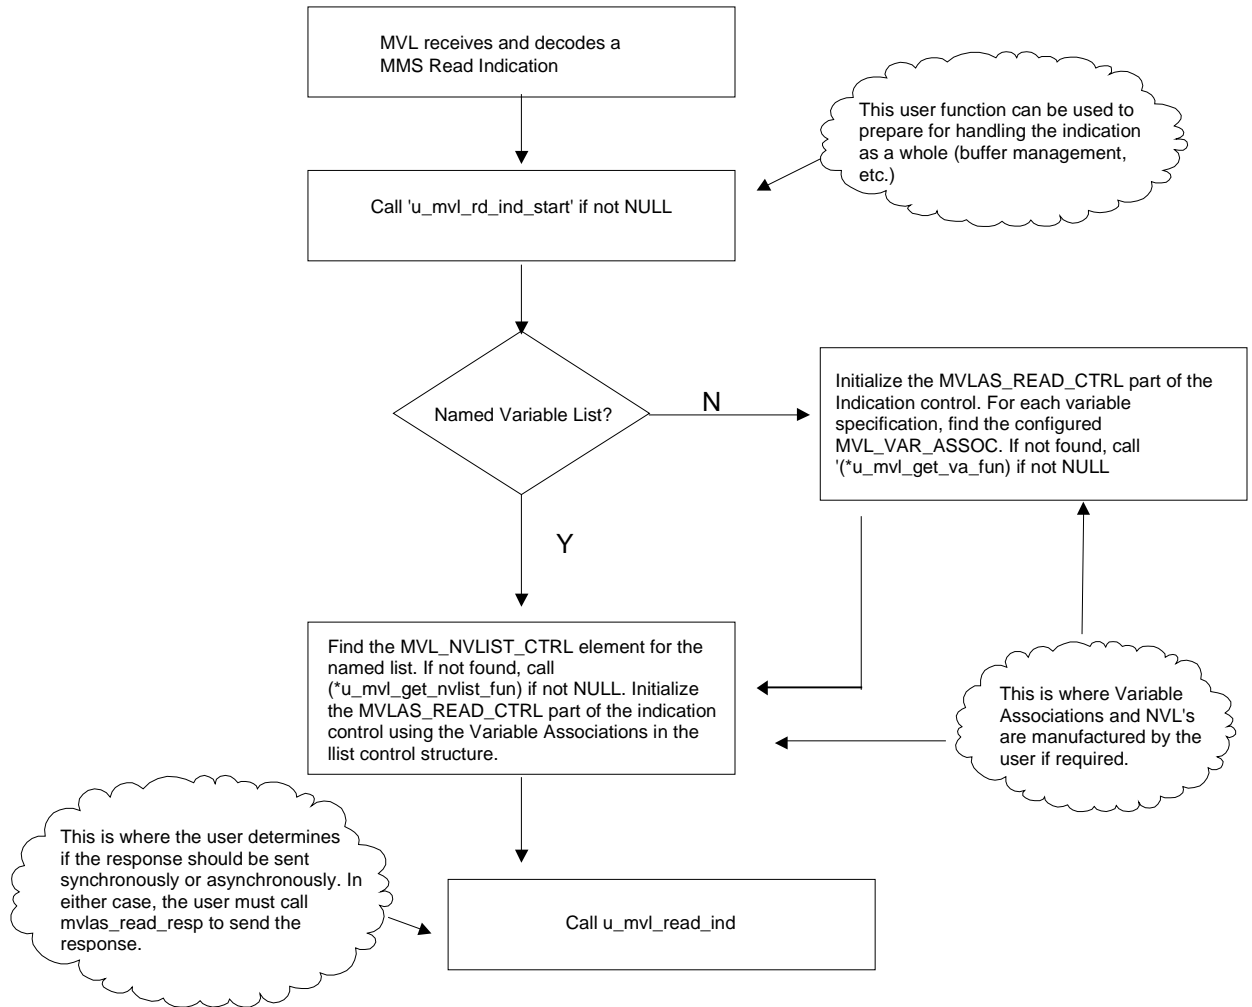 MVL receives and decodes a
MMS Read Indication
This user function can be used to
prepare for handling the indication
as a whole (buffer management,
etc.)
Call 'u_mvl_rd_ind_start' if not NULL
Named Variable List?
N
Initialize the MVLAS_READ_CTRL part of the
Indication control. For each variable
specification, find the configured
MVL_VAR_ASSOC. If not found, call
'(*u_mvl_get_va_fun) if not NULL
Y
Find the MVL_NVLIST_CTRL element for the
named list. If not found, call
(*u_mvl_get_nvlist_fun) if not NULL. Initialize
the MVLAS_READ_CTRL part of the indication
control using the Variable Associations in the
llist control structure.
This is where Variable
Associations and NVL's
are manufactured by the
user if required.
This is where the user determines
if the response should be sent
synchronously or asynchronously. In
either case, the user must call
mvlas_read_resp to send the
response.
Call u_mvl_read_ind